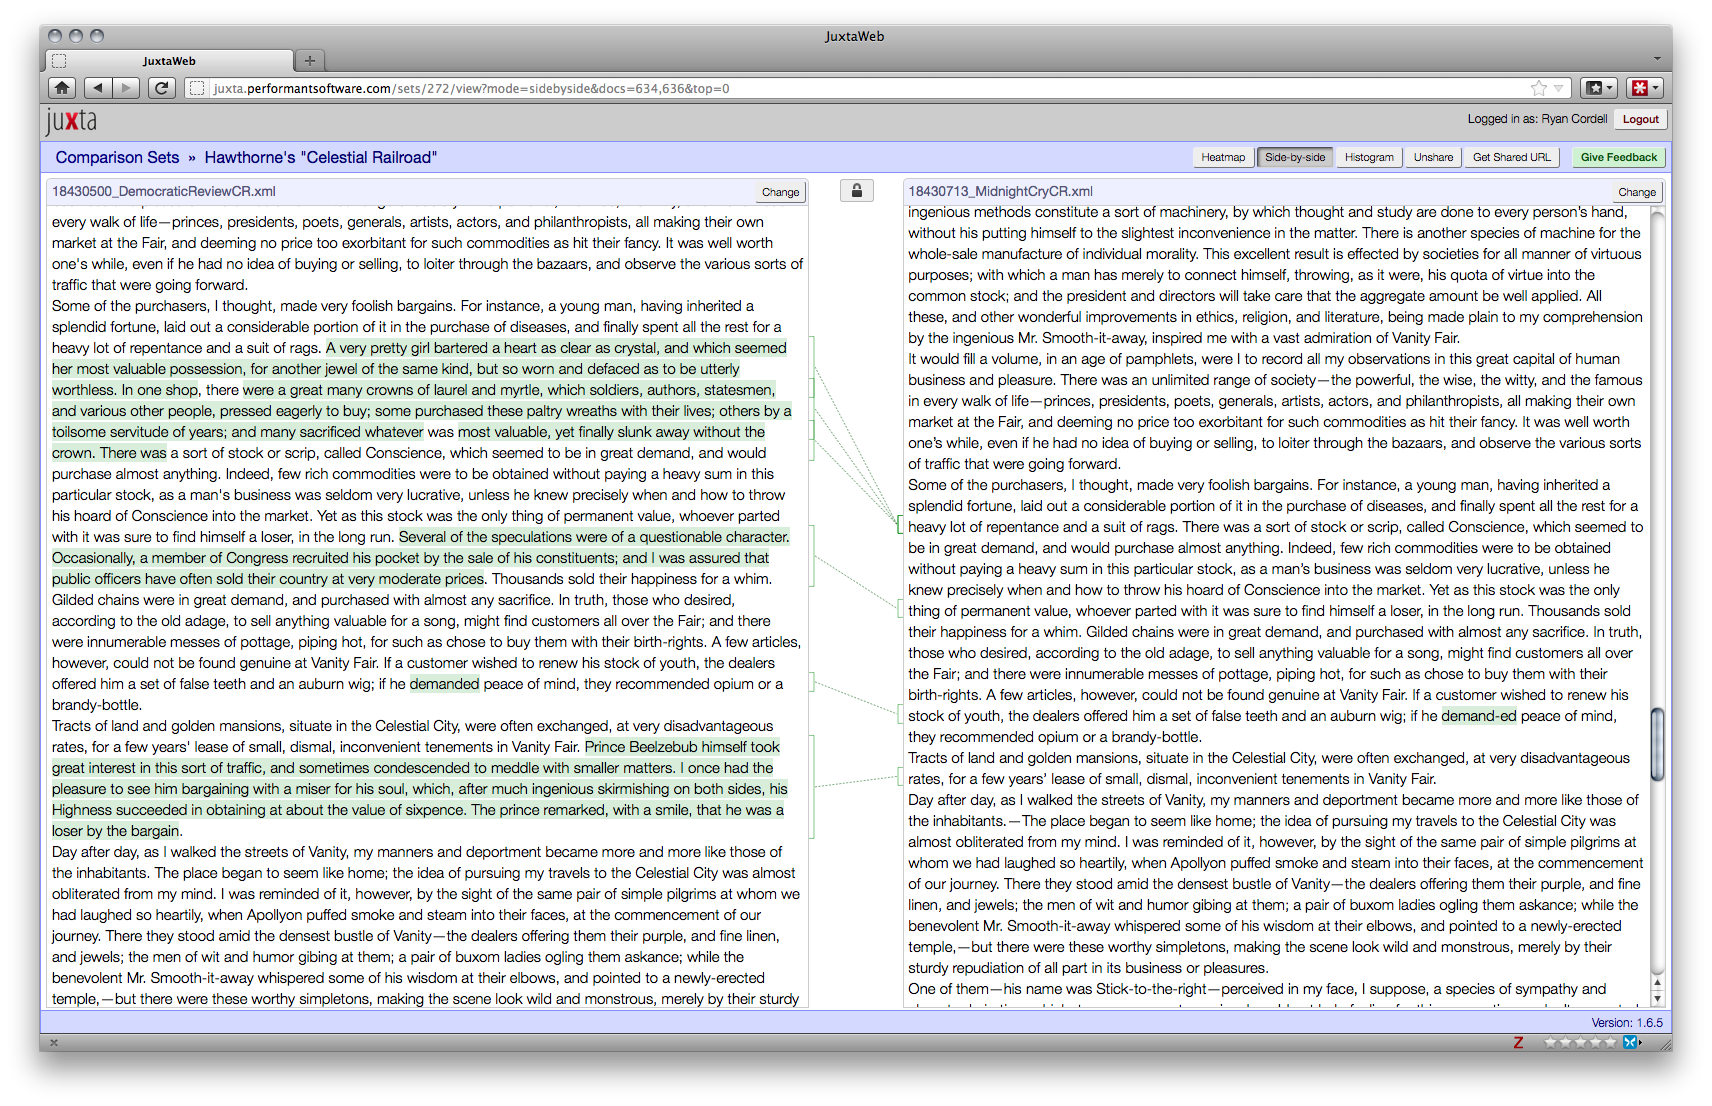 JuxtaWeb
JuxtaWeb
juxta.performantsoftware.com/sets/272/view?mode=sidebyside&docs=634,636&top=0
juxta
Logged in as: Ryan Cordell
Logout
Comparison Sets » Hawthorne's "Celestial Railroad"
Heatmap
Side-by-side
Histogram
Unshare
Get Shared URL
Give Feedback
18430500_DemocraticReviewCR.xml
Change
every walk of life—princes, presidents, poets, generals, artists, actors, and philanthropists, all making their own
market at the Fair, and deeming no price too exorbitant for such commodities as hit their fancy. It was well worth
one's while, even if he had no idea of buying or selling, to loiter through the bazaars, and observe the various sorts of
traffic that were going forward.
Some of the purchasers, I thought, made very foolish bargains. For instance, a young man, having inherited a
splendid fortune, laid out a considerable portion of it in the purchase of diseases, and finally spent all the rest for a
heavy lot of repentance and a suit of rags. A very pretty girl bartered a heart as clear as crystal, and which seemed
her most valuable possession, for another jewel of the same kind, but so worn and defaced as to be utterly
worthless. In one shop, there were a great many crowns of laurel and myrtle, which soldiers, authors, statesmen,
and various other people, pressed eagerly to buy; some purchased these paltry wreaths with their lives; others by a
toilsome servitude of years; and many sacrificed whatever was most valuable, yet finally slunk away without the
crown. There was a sort of stock or scrip, called Conscience, which seemed to be in great demand, and would
purchase almost anything. Indeed, few rich commodities were to be obtained without paying a heavy sum in this
particular stock, as a man's business was seldom very lucrative, unless he knew precisely when and how to throw
his hoard of Conscience into the market. Yet as this stock was the only thing of permanent value, whoever parted
with it was sure to find himself a loser, in the long run. Several of the speculations were of a questionable character.
Occasionally, a member of Congress recruited his pocket by the sale of his constituents; and I was assured that
public officers have often sold their country at very moderate prices. Thousands sold their happiness for a whim.
Gilded chains were in great demand, and purchased with almost any sacrifice. In truth, those who desired,
according to the old adage, to sell anything valuable for a song, might find customers all over the Fair; and there
were innumerable messes of pottage, piping hot, for such as chose to buy them with their birth-rights. A few articles,
however, could not be found genuine at Vanity Fair. If a customer wished to renew his stock of youth, the dealers
offered him a set of false teeth and an auburn wig; if he demanded peace of mind, they recommended opium or a
brandy-bottle.
Tracts of land and golden mansions, situate in the Celestial City, were often exchanged, at very disadvantageous
rates, for a few years' lease of small, dismal, inconvenient tenements in Vanity Fair. Prince Beelzebub himself took
great interest in this sort of traffic, and sometimes condescended to meddle with smaller matters. I once had the
pleasure to see him bargaining with a miser for his soul, which, after much ingenious skirmishing on both sides, his
Highness succeeded in obtaining at about the value of sixpence. The prince remarked, with a smile, that he was a
loser by the bargain.
Day after day, as I walked the streets of Vanity, my manners and deportment became more and more like those of
the inhabitants. The place began to seem like home; the idea of pursuing my travels to the Celestial City was almost
obliterated from my mind. I was reminded of it, however, by the sight of the same pair of simple pilgrims at whom we
had laughed so heartily, when Apollyon puffed smoke and steam into their faces, at the commencement of our
journey. There they stood amid the densest bustle of Vanity—the dealers offering them their purple, and fine linen,
and jewels; the men of wit and humor gibing at them; a pair of buxom ladies ogling them askance; while the
benevolent Mr. Smooth-it-away whispered some of his wisdom at their elbows, and pointed to a newly-erected
temple,—but there were these worthy simpletons, making the scene look wild and monstrous, merely by their sturdy
18430713_MidnightCryCR.xml
Change
ingenious methods constitute a sort of machinery, by which thought and study are done to every person's hand,
without his putting himself to the slightest inconvenience in the matter. There is another species of machine for the
whole-sale manufacture of individual morality. This excellent result is effected by societies for all manner of virtuous
purposes; with which a man has merely to connect himself, throwing, as it were, his quota of virtue into the
common stock; and the president and directors will take care that the aggregate amount be well applied. All
these, and other wonderful improvements in ethics, religion, and literature, being made plain to my comprehension
by the ingenious Mr. Smooth-it-away, inspired me with a vast admiration of Vanity Fair.
It would fill a volume, in an age of pamphlets, were I to record all my observations in this great capital of human
business and pleasure. There was an unlimited range of society—the powerful, the wise, the witty, and the famous
in every walk of life—princes, presidents, poets, generals, artists, actors, and philanthropists, all making their own
market at the Fair, and deeming no price too exorbitant for such commodities as hit their fancy. It was well worth
one’s while, even if he had no idea of buying or selling, to loiter through the bazaars, and observe the various sorts
of traffic that were going forward.
Some of the purchasers, I thought, made very foolish bargains. For instance, a young man, having inherited a
splendid fortune, laid out a considerable portion of it in the purchase of diseases, and finally spent all the rest for a
heavy lot of repentance and a suit of rags. There was a sort of stock or scrip, called Conscience, which seemed to
be in great demand, and would purchase almost anything. Indeed, few rich commodities were to be obtained
without paying a heavy sum in this particular stock, as a man’s business was seldom very lucrative, unless he
knew precisely when and how to throw his hoard of Conscience into the market. Yet as this stock was the only
thing of permanent value, whoever parted with it was sure to find himself a loser, in the long run. Thousands sold
their happiness for a whim. Gilded chains were in great demand, and purchased with almost any sacrifice. In truth,
those who desired, according to the old adage, to sell anything valuable for a song, might find customers all over
the Fair; and there were innumerable messes of pottage, piping hot, for such as chose to buy them with their
birth-rights. A few articles, however, could not be found genuine at Vanity Fair. If a customer wished to renew his
stock of youth, the dealers offered him a set of false teeth and an auburn wig; if he demand-ed peace of mind,
they recommended opium or a brandy-bottle.
Tracts of land and golden mansions, situate in the Celestial City, were often exchanged, at very disadvantageous
rates, for a few years’ lease of small, dismal, inconvenient tenements in Vanity Fair.
Day after day, as I walked the streets of Vanity, my manners and deportment became more and more like those of
the inhabitants.—The place began to seem like home; the idea of pursuing my travels to the Celestial City was
almost obliterated from my mind. I was reminded of it, however, by the sight of the same pair of simple pilgrims at
whom we had laughed so heartily, when Apollyon puffed smoke and steam into their faces, at the commencement
of our journey. There they stood amid the densest bustle of Vanity—the dealers offering them their purple, and fine
linen, and jewels; the men of wit and humor gibing at them; a pair of buxom ladies ogling them askance; while the
benevolent Mr. Smooth-it-away whispered some of his wisdom at their elbows, and pointed to a newly-erected
temple,—but there were these worthy simpletons, making the scene look wild and monstrous, merely by their
sturdy repudiation of all part in its business or pleasures.
One of them—his name was Stick-to-the-right—perceived in my face, I suppose, a species of sympathy and
Version: 1.6.5
Z